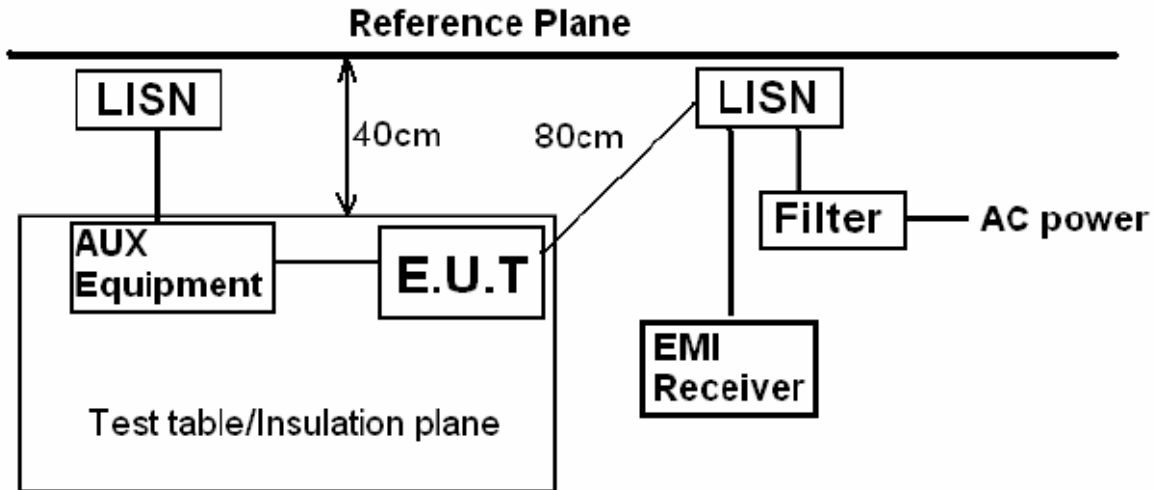 Reference Plane
LISN
LISN
40cm
80cm
Filter
AC power
AUX
Equipment
E.U.T
EMI
Receiver
Test table/Insulation plane